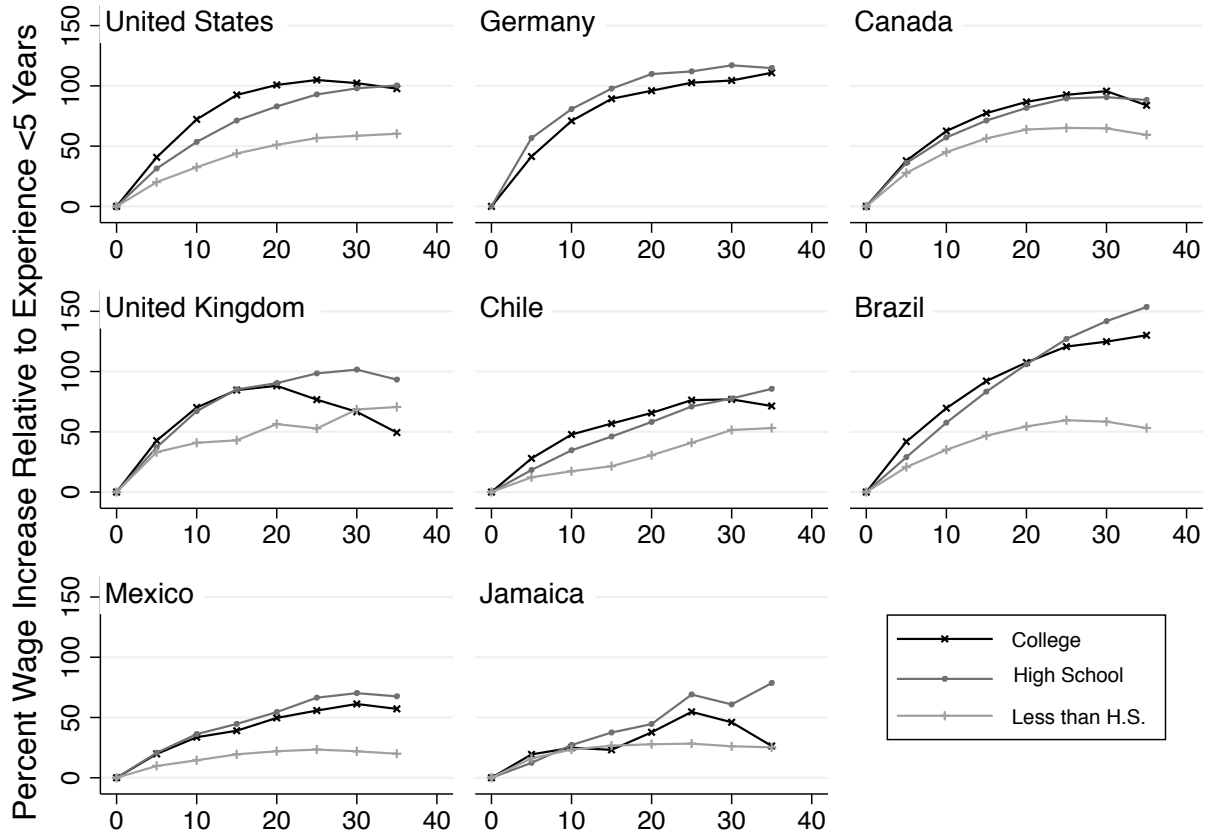 Percent Wage Increase Relative to Experience <5 Years
United States
150
100
50
0
0 10 20 30 40
Germany
0 10 20 30 40
Canada
0 10 20 30 40
United Kingdom
150
100
50
0
0 10 20 30 40
Chile
0 10 20 30 40
Brazil
0 10 20 30 40
Mexico
150
100
50
0
0 10 20 30 40
Jamaica
0 10 20 30 40
College
High School
Less than H.S.